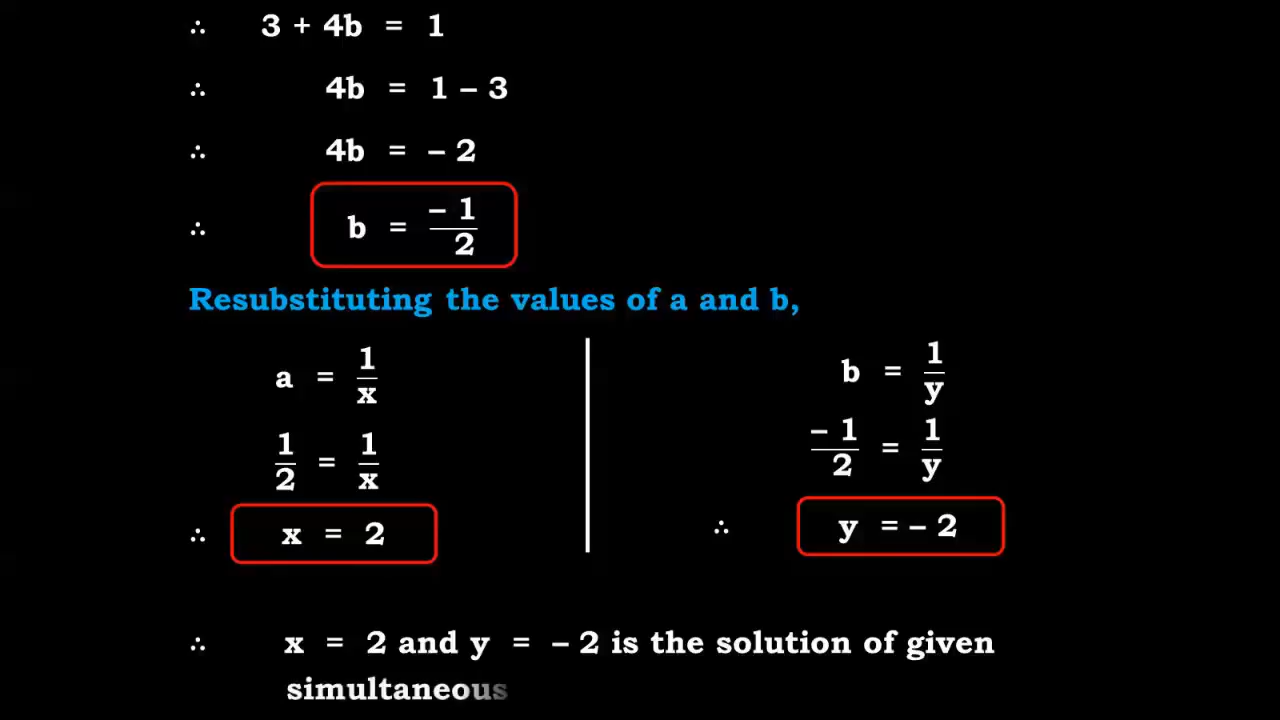 ∴ 3 + 4b = 1
∴ 4b = 1 – 3
∴ 4b = – 2
∴ b = – 1/2
Resubstituting the values of a and b,
a = 1/x
1/2 = 1/x
∴ x = 2
b = 1/y
– 1/2 = 1/y
∴ y = – 2
∴ x = 2 and y = – 2 is the solution of given
simultaneous